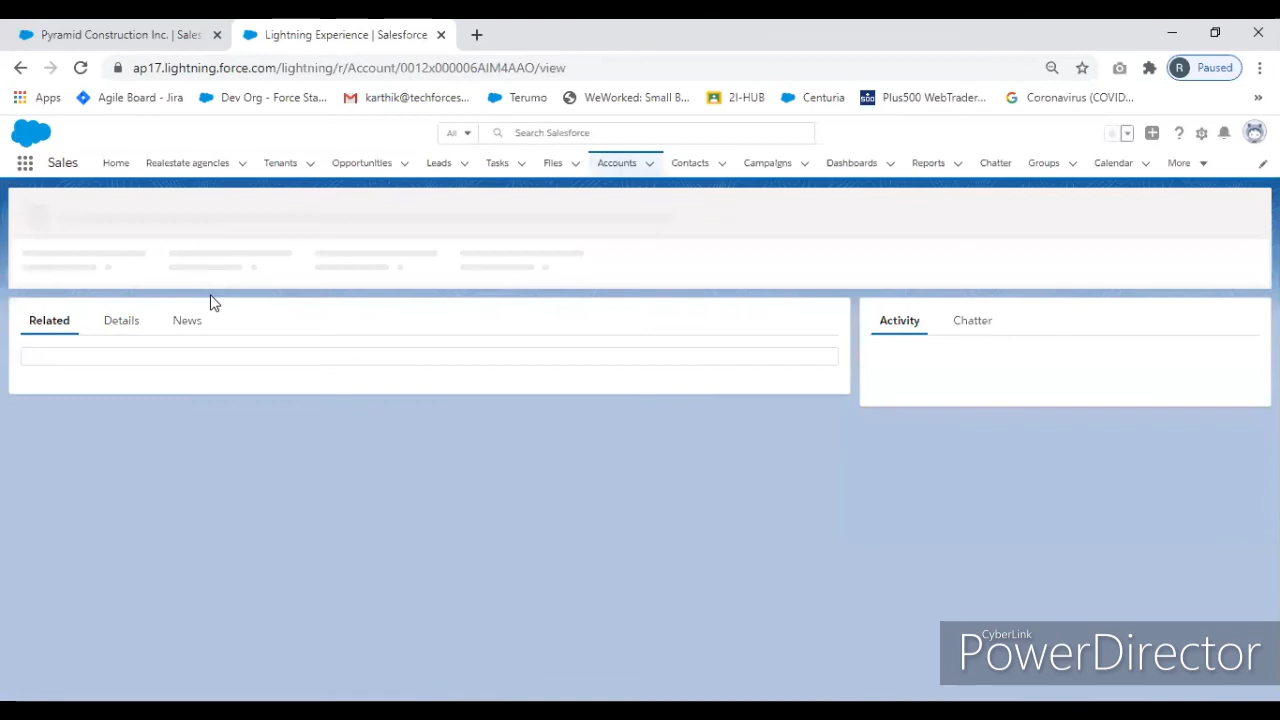 Pyramid Construction Inc. | Sales
Lightning Experience | Salesforce
ap17.lightning.force.com/lightning/r/Account/0012x000006AIM4AAO/view
R Paused
Apps
Agile Board - Jira
Dev Org - Force Sta...
karthik@techforces...
Terumo
WeWorked: Small B...
2I-HUB
Centuria
Plus500 WebTrader...
Coronavirus (COVID...
»
All
Search Salesforce
Sales
Home
Realestate agencies
Tenants
Opportunities
Leads
Tasks
Files
Accounts
Contacts
Campaigns
Dashboards
Reports
Chatter
Groups
Calendar
More
Related
Details
News
Activity
Chatter
CyberLink
PowerDirector